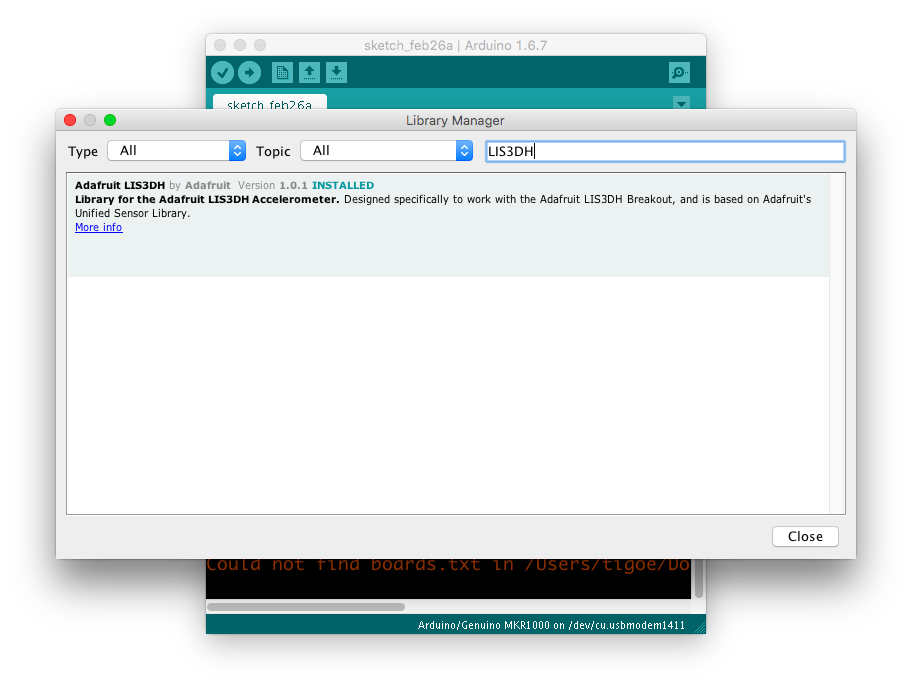 sketch_feb26a | Arduino 1.6.7
sketch_feb26a
Library Manager
Type All Topic All LIS3DH
Adafruit LIS3DH by Adafruit Version 1.0.1 INSTALLED
Library for the Adafruit LIS3DH Accelerometer. Designed specifically to work with the Adafruit LIS3DH Breakout, and is based on Adafruit's
Unified Sensor Library.
More info
Close
Could not find boards.txt in /Users/tigoe/Do
Arduino/Genuino MKR1000 on /dev/cu.usbmodem1411